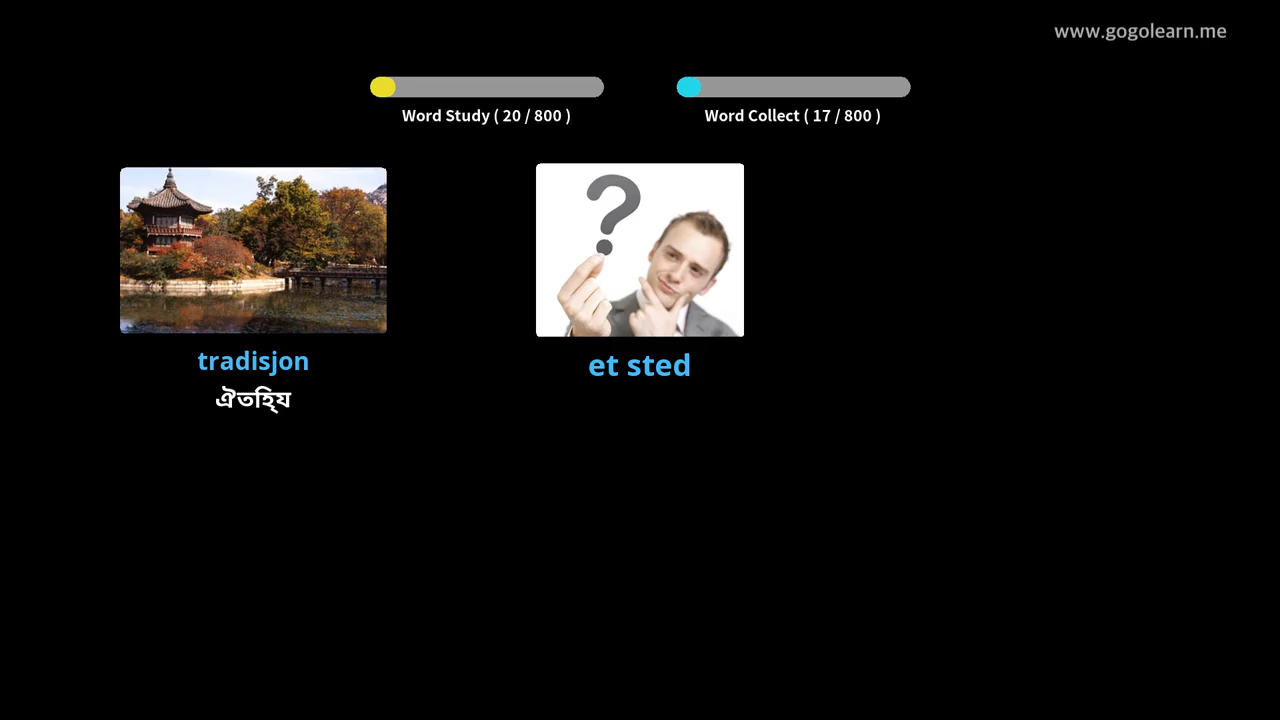 www.gogolearn.me
Word Study ( 20 / 800 )
Word Collect ( 17 / 800 )
tradisjon
ঐতিহ্য
et sted